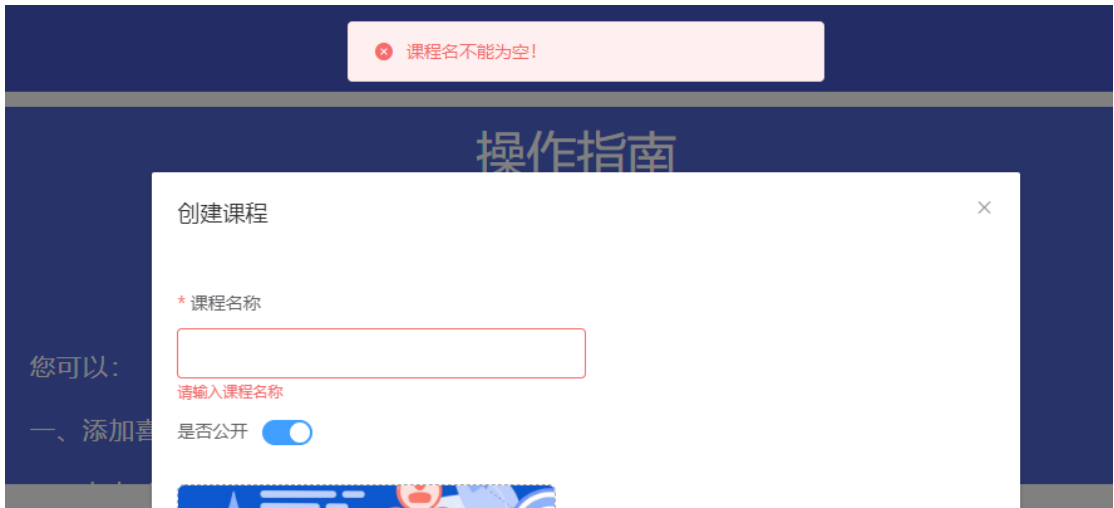 课程名不能为空!
操作指南
创建课程
* 课程名称
您可以：
请输入课程名称
一、添加喜
是否公开